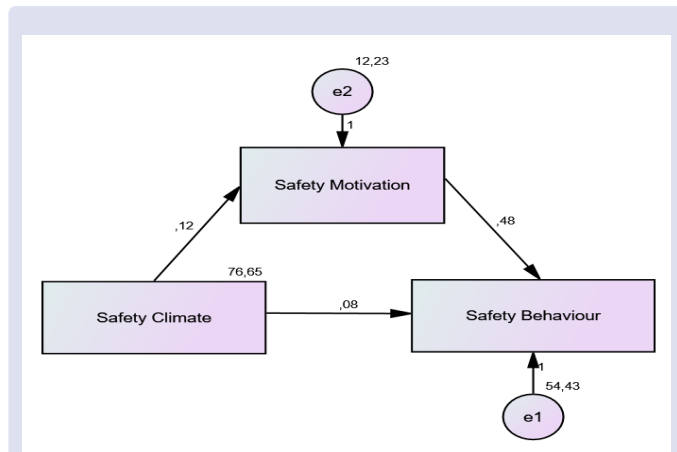 12,23
e2
1
Safety Motivation
,12
,48
76,65
Safety Climate
,08
Safety Behaviour
1
54,43
e1